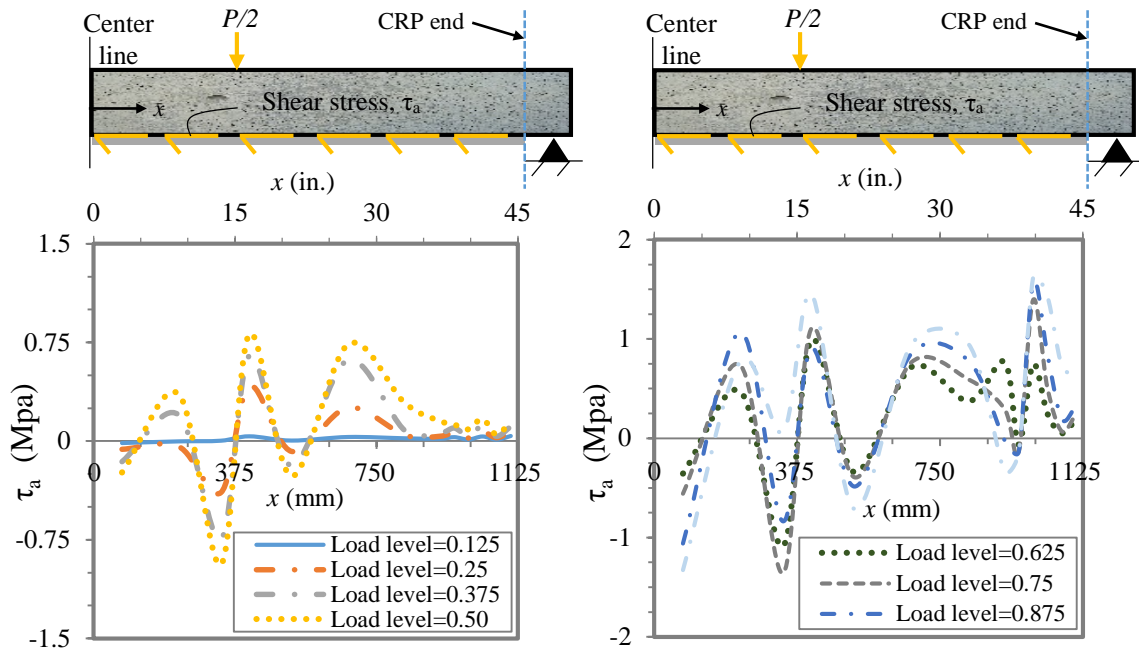 Center
line
P/2
CRP end
x̄
Shear stress, τa
x (in.)
0
15
30
45
1.5
0.75
0
-0.75
-1.5
τa (Mpa)
0
375
750
1125
x (mm)
Load level=0.125
Load level=0.25
Load level=0.375
Load level=0.50
Center
line
P/2
CRP end
x̄
Shear stress, τa
x (in.)
0
15
30
45
2
1
0
-1
-2
τa (Mpa)
0
375
750
1125
x (mm)
Load level=0.625
Load level=0.75
Load level=0.875